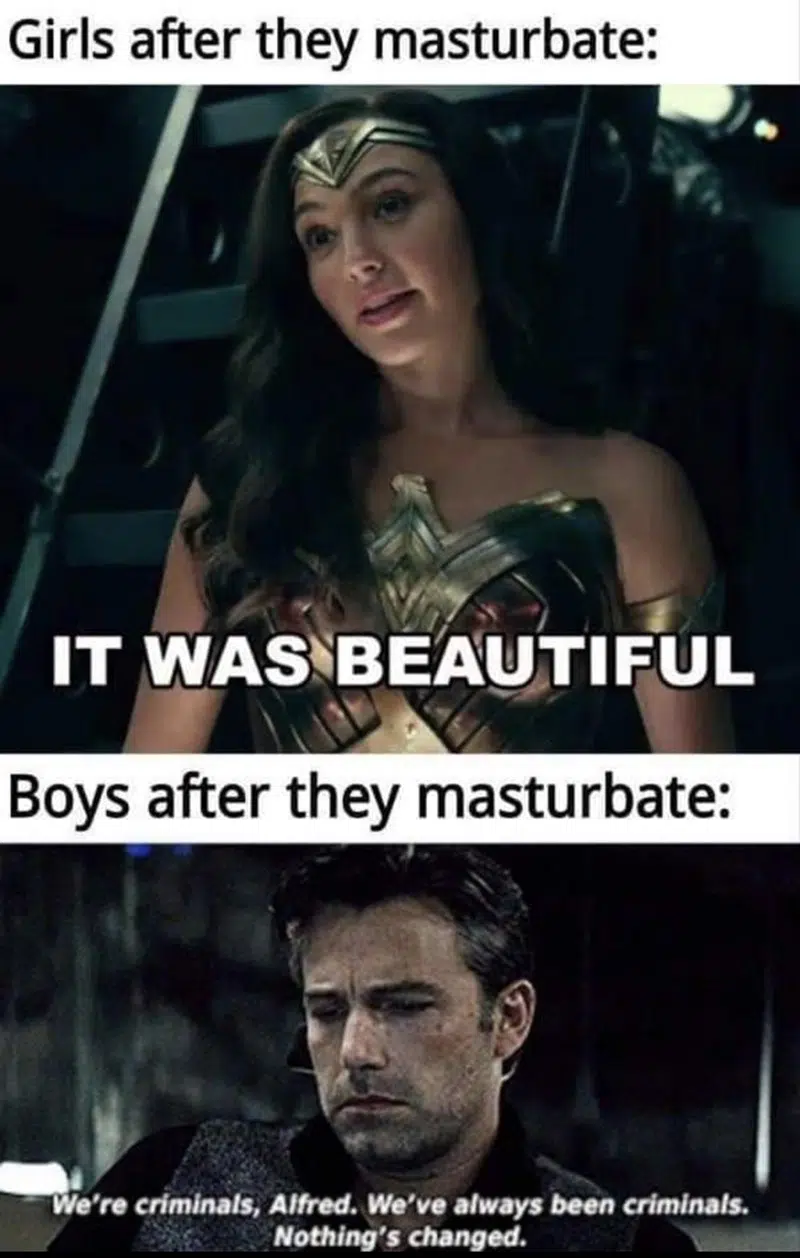 Girls after they masturbate:
IT WAS BEAUTIFUL
Boys after they masturbate:
We're criminals, Alfred. We've always been criminals.
Nothing's changed.